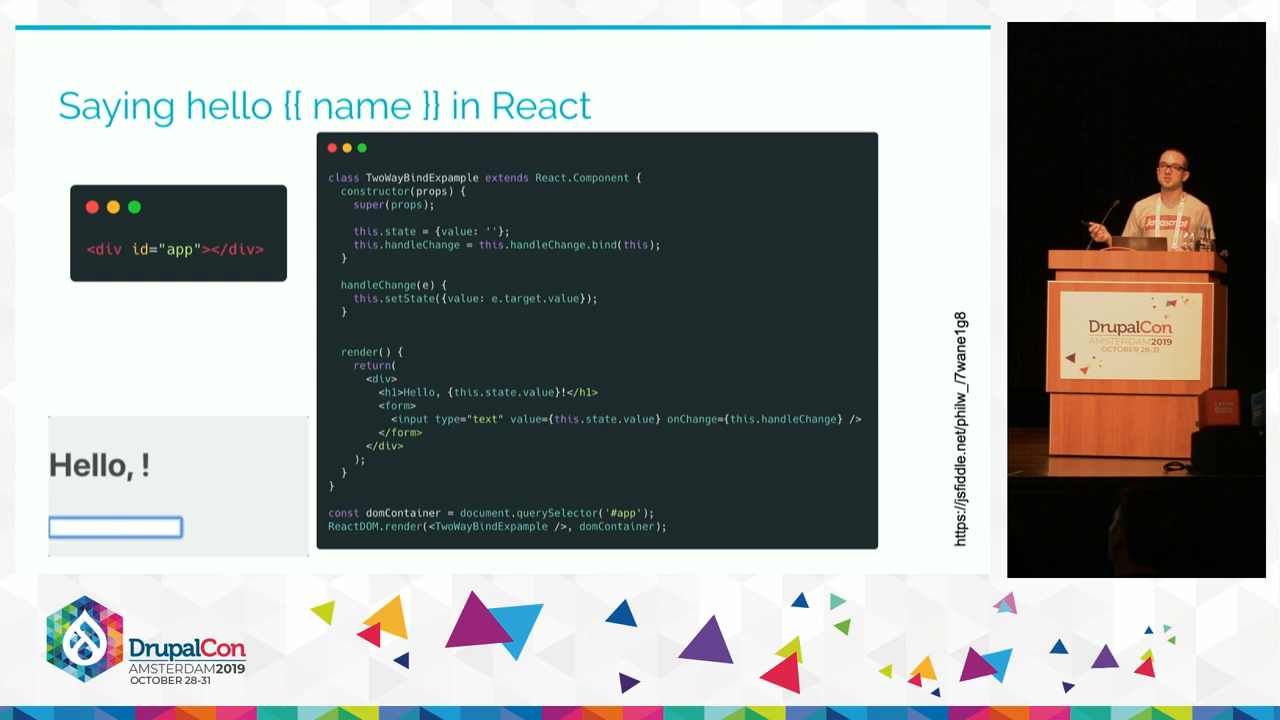 Saying hello {{ name }} in React
<div id="app"></div>
class TwoWayBindExpample extends React.Component {
constructor(props) {
super(props);
this.state = {value: ''};
this.handleChange = this.handleChange.bind(this);
}
handleChange(e) {
this.setState({value: e.target.value});
}
render() {
return(
<div>
<h1>Hello, {this.state.value}!</h1>
<form>
<input type="text" value={this.state.value} onChange={this.handleChange} />
</form>
</div>
);
}
}
const domContainer = document.querySelector('#app');
ReactDOM.render(<TwoWayBindExpample />, domContainer);
Hello, !
https://jsfiddle.net/philw_/7wane1g8
Javascript
DrupalCon
AMSTERDAM2019
OCTOBER 28-31
CATCH
BOX
DrupalCon
AMSTERDAM2019
OCTOBER 28-31